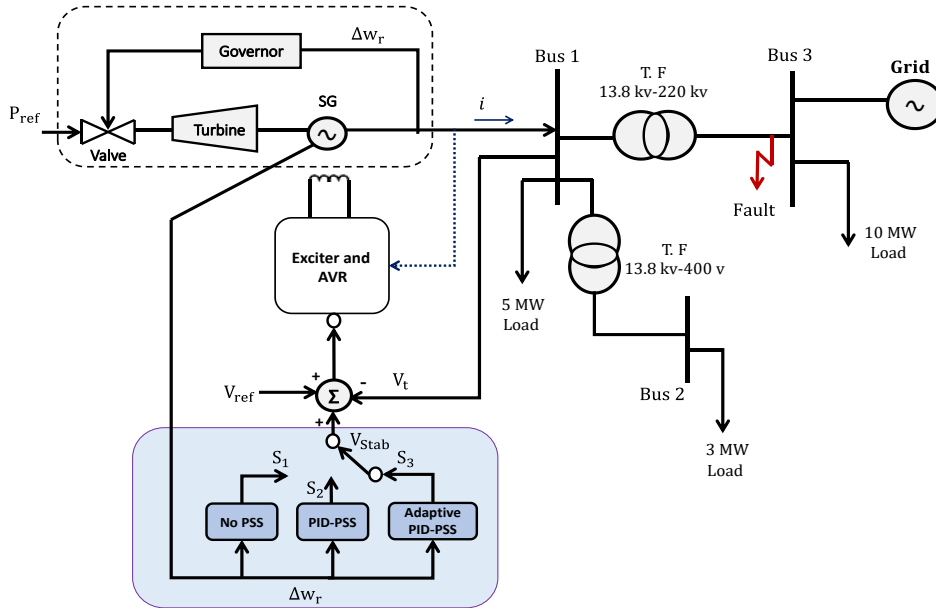 Governor
Δwr
Pref
Valve
Turbine
SG
~
i
Bus 1
T. F
13.8 kv-220 kv
Bus 3
Grid
~
Fault
10 MW
Load
Exciter and
AVR
5 MW
Load
T. F
13.8 kv-400 v
Bus 2
3 MW
Load
Vref
+
Σ
-
Vt
+
VStab
S1
S2
S3
No PSS
PID-PSS
Adaptive
PID-PSS
Δwr